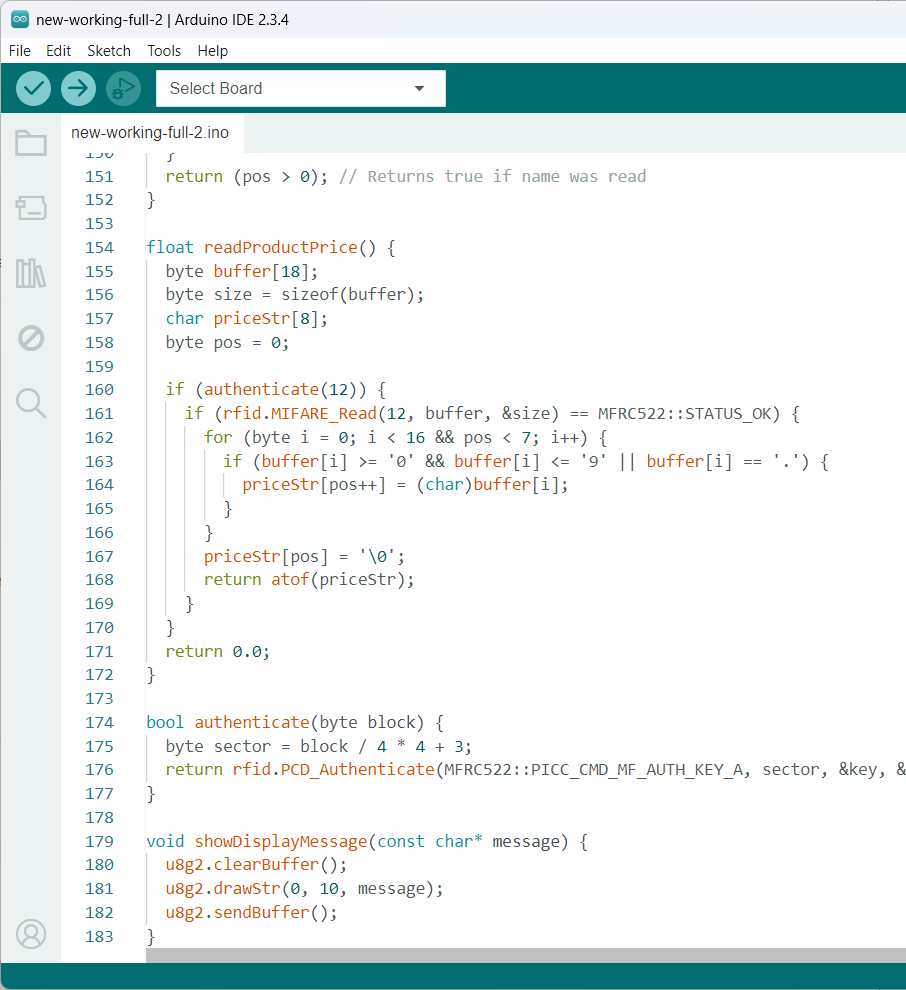 new-working-full-2 | Arduino IDE 2.3.4
File Edit Sketch Tools Help
Select Board
new-working-full-2.ino
150 }
151 return (pos > 0); // Returns true if name was read
152 }
153
154 float readProductPrice() {
155 byte buffer[18];
156 byte size = sizeof(buffer);
157 char priceStr[8];
158 byte pos = 0;
159
160 if (authenticate(12)) {
161 if (rfid.MIFARE_Read(12, buffer, &size) == MFRC522::STATUS_OK) {
162 for (byte i = 0; i < 16 && pos < 7; i++) {
163 if (buffer[i] >= '0' && buffer[i] <= '9' || buffer[i] == '.') {
164 priceStr[pos++] = (char)buffer[i];
165 }
166 }
167 priceStr[pos] = '\0';
168 return atof(priceStr);
169 }
170 }
171 return 0.0;
172 }
173
174 bool authenticate(byte block) {
175 byte sector = block / 4 * 4 + 3;
176 return rfid.PCD_Authenticate(MFRC522::PICC_CMD_MF_AUTH_KEY_A, sector, &key, &
177 }
178
179 void showDisplayMessage(const char* message) {
180 u8g2.clearBuffer();
181 u8g2.drawStr(0, 10, message);
182 u8g2.sendBuffer();
183 }